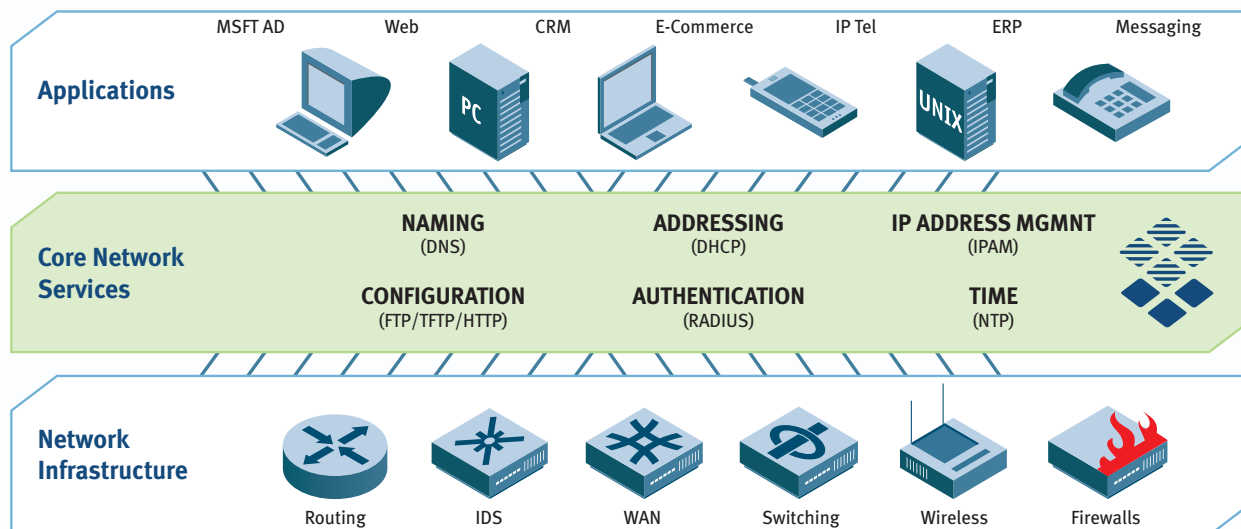 MSFT AD Web CRM E-Commerce IP Tel ERP Messaging
Applications
PC
UNIX
Core Network
Services
NAMING ADDRESSING IP ADDRESS MGMNT
(DNS) (DHCP) (IPAM)
CONFIGURATION AUTHENTICATION TIME
(FTP/TFTP/HTTP) (RADIUS) (NTP)
Network
Infrastructure
Routing IDS WAN Switching Wireless Firewalls